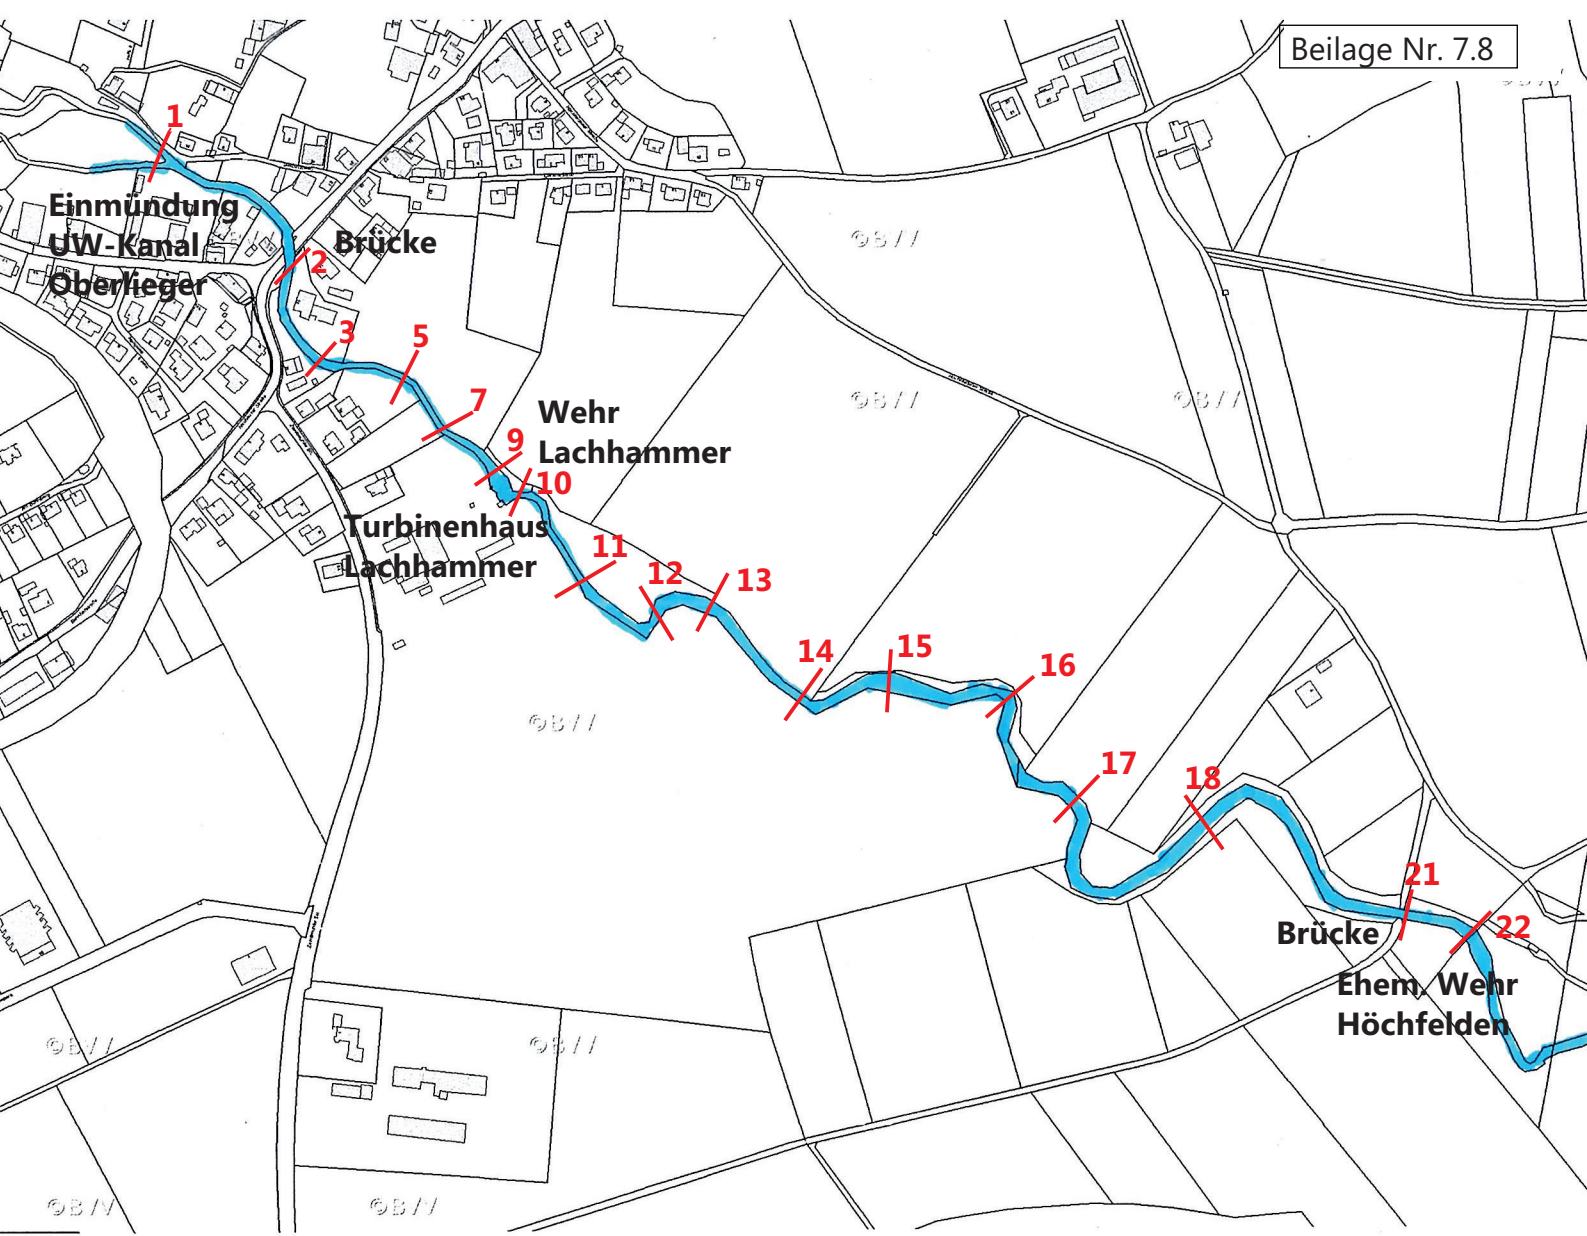 Beilage Nr. 7.8
1
Einmündung
UW-Kanal
Oberlieger
Brücke
2
3
5
7
Wehr
Lachhammer
9
10
Turbinenhaus
Lachhammer
11
12
13
14
15
16
17
18
21
Brücke
22
Ehem. Wehr
Höchfelden